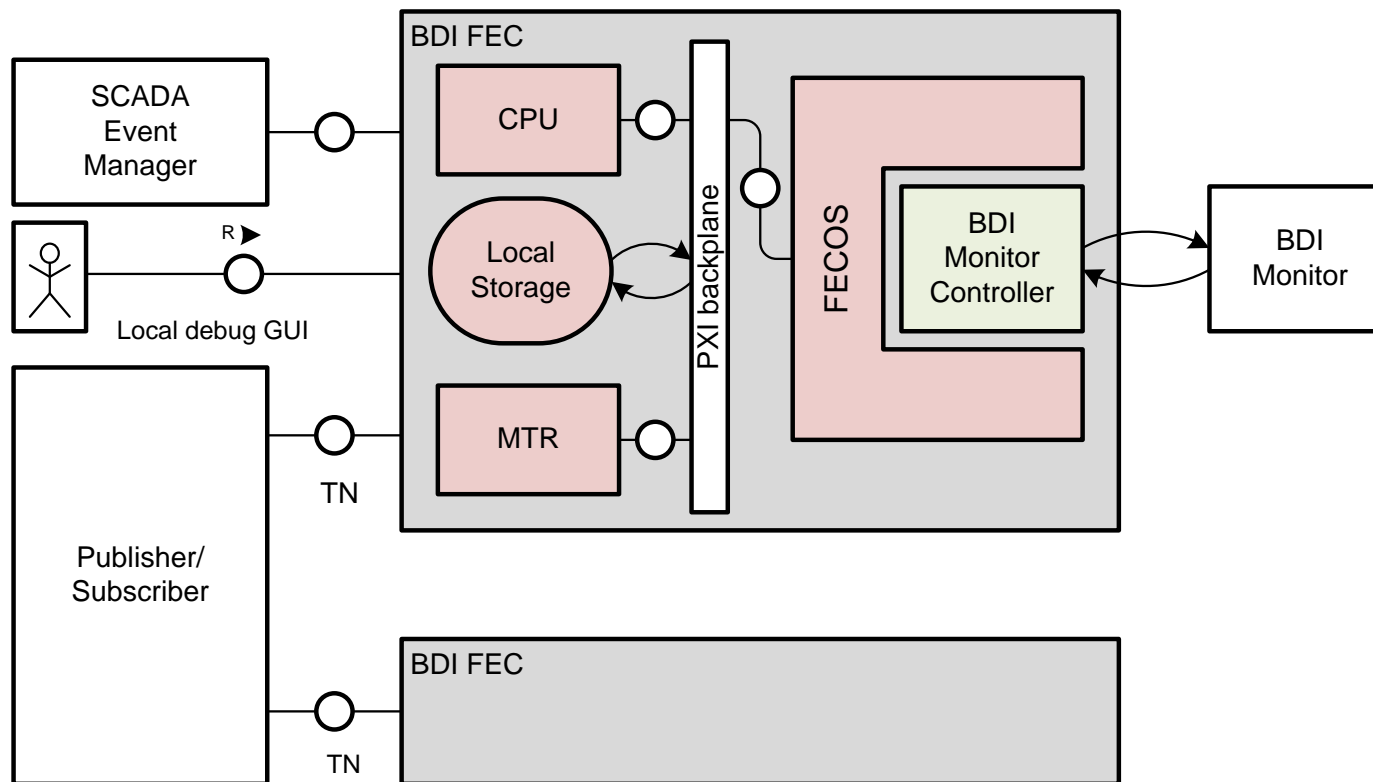 BDI FEC
SCADA
Event
Manager
CPU
R
Local debug GUI
Local
Storage
PXI backplane
FECOS
BDI
Monitor
Controller
BDI
Monitor
MTR
TN
Publisher/
Subscriber
BDI FEC
TN